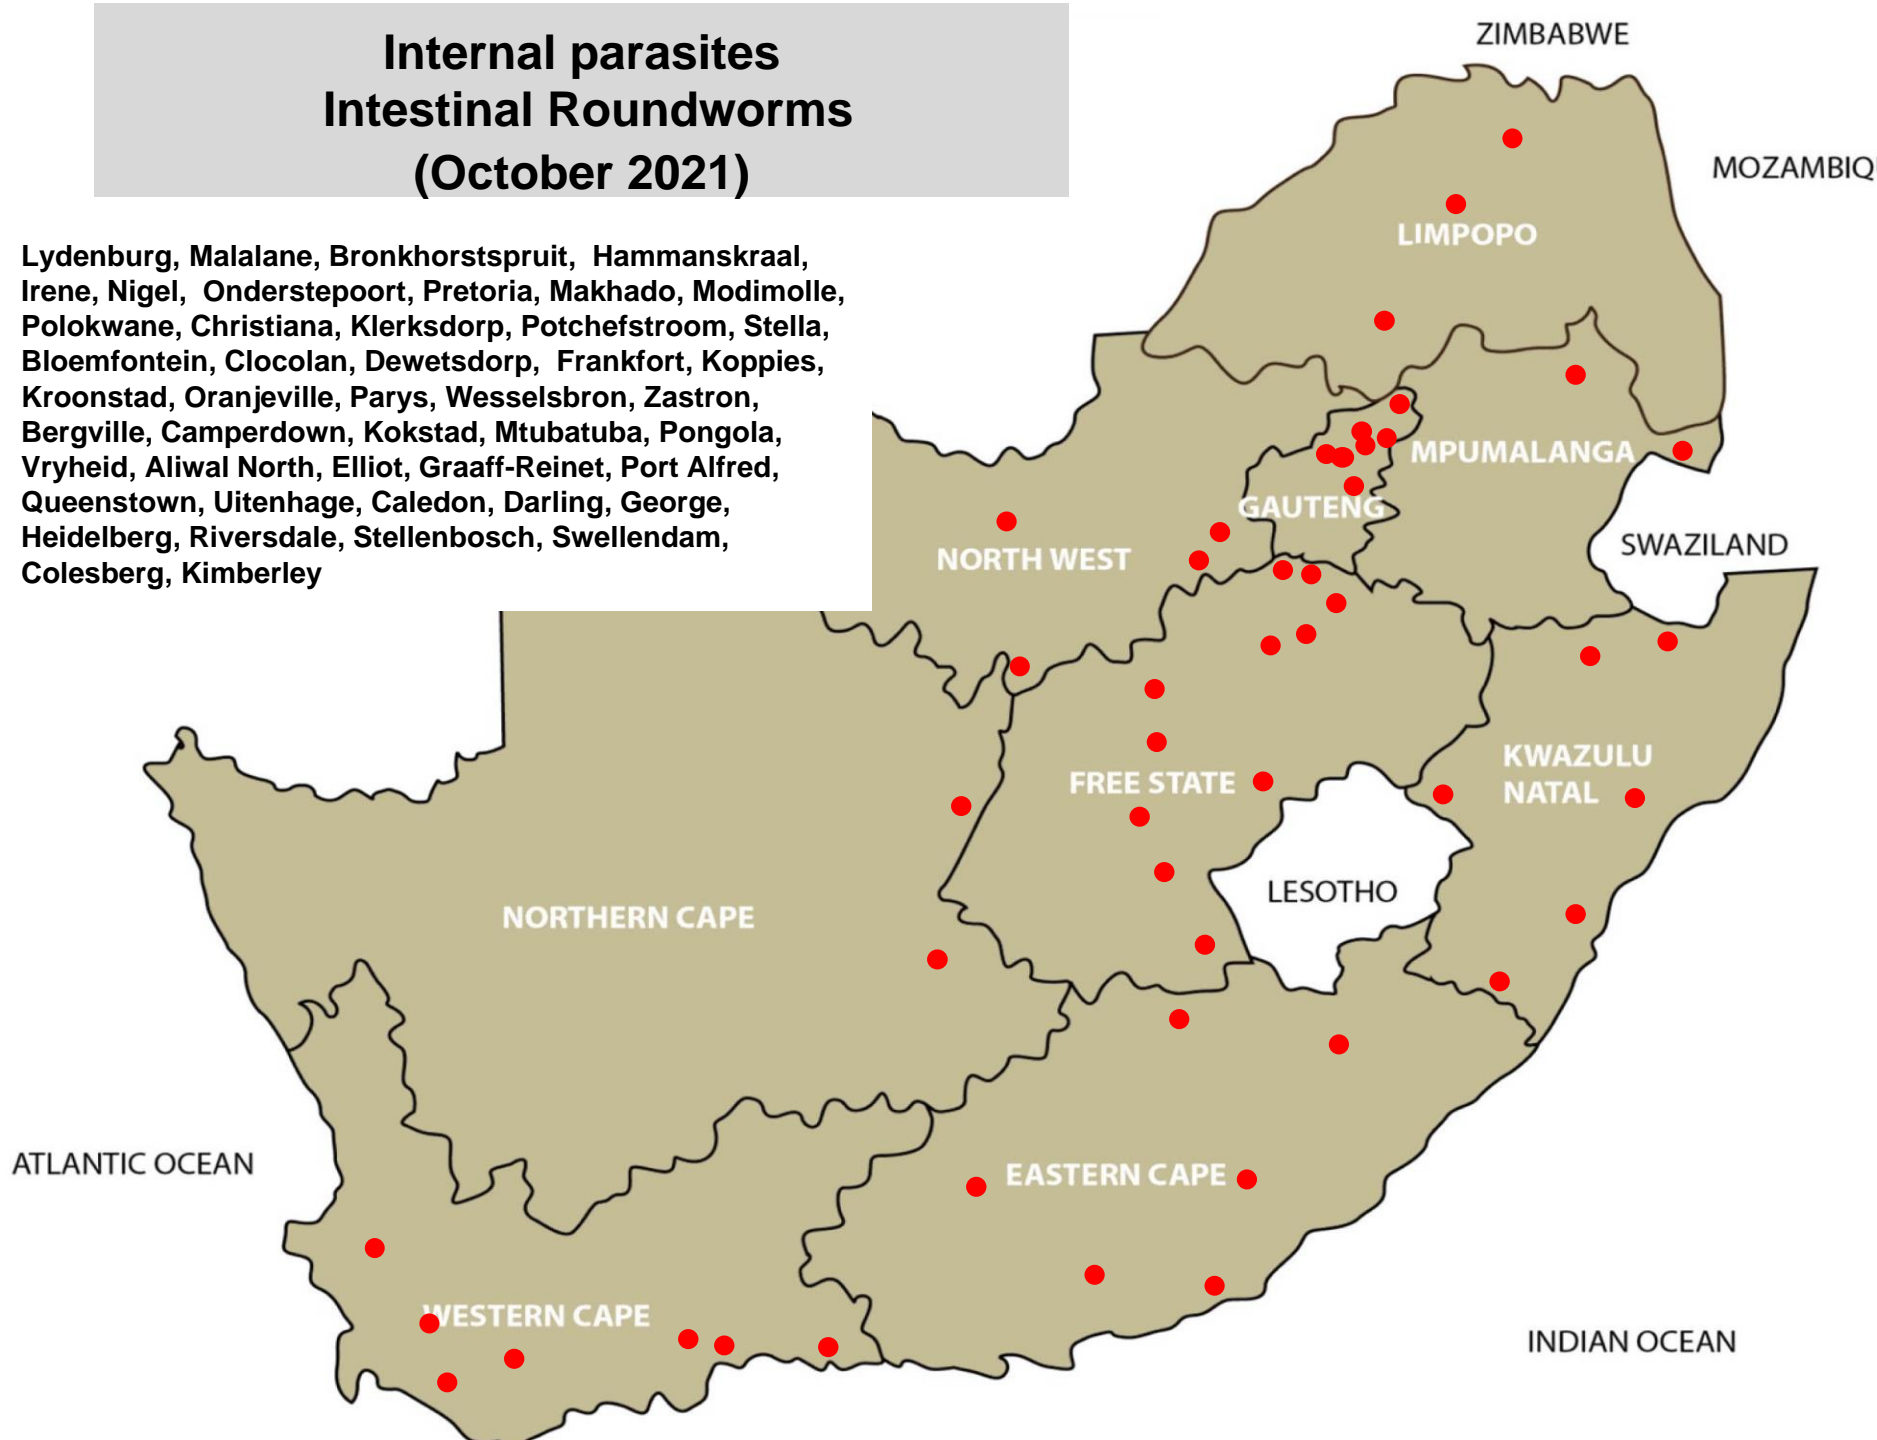 Internal parasites
Intestinal Roundworms
(October 2021)
Lydenburg, Malalane, Bronkhorstspruit, Hammanskraal,
Irene, Nigel, Onderstepoort, Pretoria, Makhado, Modimolle,
Polokwane, Christiana, Klerksdorp, Potchefstroom, Stella,
Bloemfontein, Clocolan, Dewetsdorp, Frankfort, Koppies,
Kroonstad, Oranjeville, Parys, Wesselsbron, Zastron,
Bergville, Camperdown, Kokstad, Mtubatuba, Pongola,
Vryheid, Aliwal North, Elliot, Graaff-Reinet, Port Alfred,
Queenstown, Uitenhage, Caledon, Darling, George,
Heidelberg, Riversdale, Stellenbosch, Swellendam,
Colesberg, Kimberley
ZIMBABWE
MOZAMBIQ
LIMPOPO
MPUMALANGA
GAUTENG
NORTH WEST
SWAZILAND
KWAZULU
NATAL
FREE STATE
LESOTHO
NORTHERN CAPE
ATLANTIC OCEAN
EASTERN CAPE
WESTERN CAPE
INDIAN OCEAN